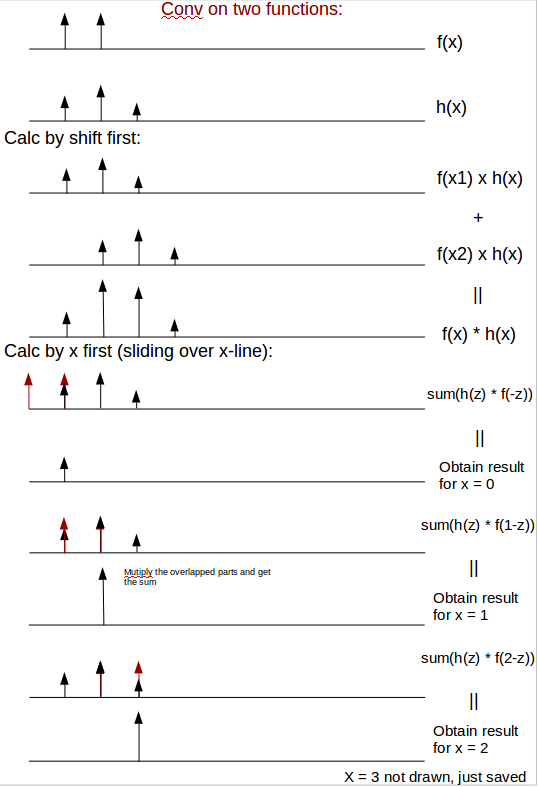 Conv on two functions:
f(x)
h(x)
Calc by shift first:
f(x1) x h(x)
+
f(x2) x h(x)
||
f(x) * h(x)
Calc by x first (sliding over x-line):
sum(h(z) * f(-z))
||
Obtain result
for x = 0
sum(h(z) * f(1-z))
||
Mutiply the overlapped parts and get
the sum
Obtain result
for x = 1
sum(h(z) * f(2-z))
||
Obtain result
for x = 2
X = 3 not drawn, just saved